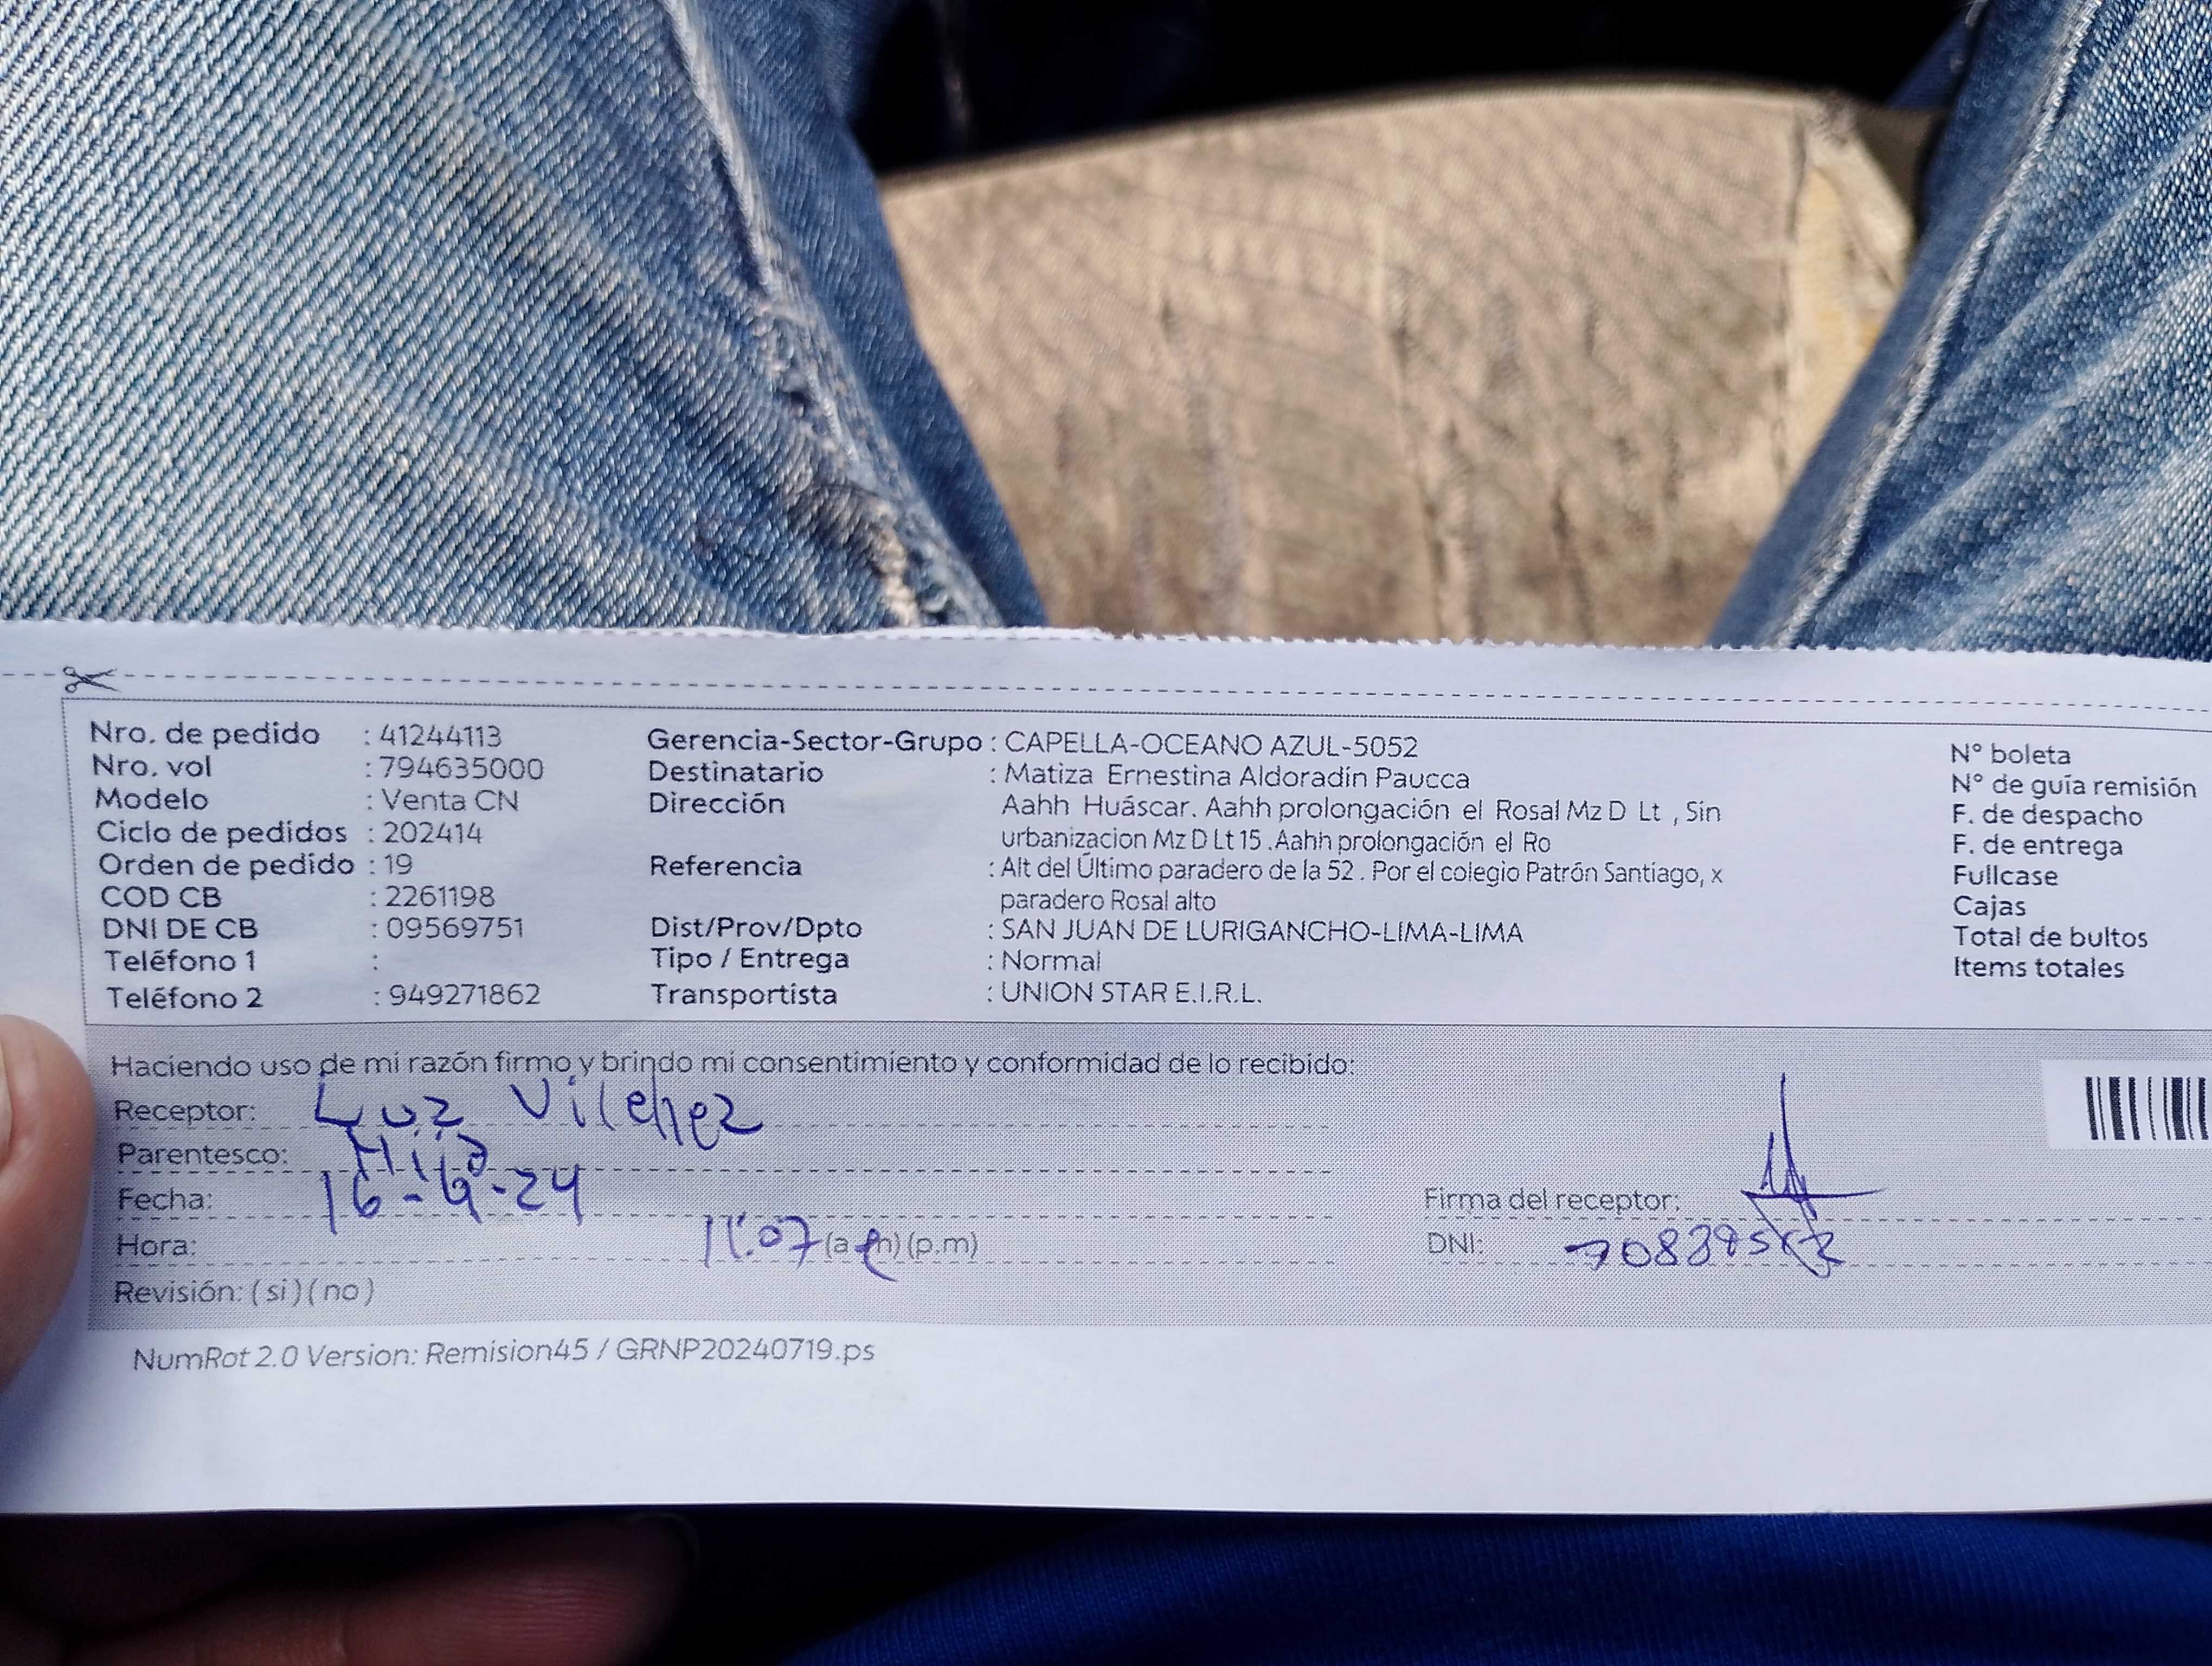 Nro. de pedido : 41244113
Nro. vol : 794635000
Modelo : Venta CN
Ciclo de pedidos : 202414
Orden de pedido : 19
COD CB : 2261198
DNI DE CB : 09569751
Teléfono 1 :
Teléfono 2 : 949271862
Gerencia-Sector-Grupo : CAPELLA-OCEANO AZUL-5052
Destinatario : Matiza Ernestina Aldoradín Paucca
Dirección Aahh Huáscar. Aahh prolongación el Rosal Mz D Lt , Sin
urbanizacion Mz D Lt 15 .Aahh prolongación el Ro
Referencia : Alt del Último paradero de la 52 . Por el colegio Patrón Santiago, x
paradero Rosal alto
Dist/Prov/Dpto : SAN JUAN DE LURIGANCHO-LIMA-LIMA
Tipo / Entrega : Normal
Transportista : UNION STAR E.I.R.L.
N° boleta
N° de guía remisión
F. de despacho
F. de entrega
Fullcase
Cajas
Total de bultos
Items totales
Haciendo uso de mi razón firmo y brindo mi consentimiento y conformidad de lo recibido:
Receptor: Luz Vilchez
Parentesco: Hija
Fecha:
Hora: 11:07 (a.m) (p.m)
Revisión: ( si ) ( no )
Firma del receptor:
DNI:
NumRot 2.0 Version: Remision45 / GRNP20240719.ps